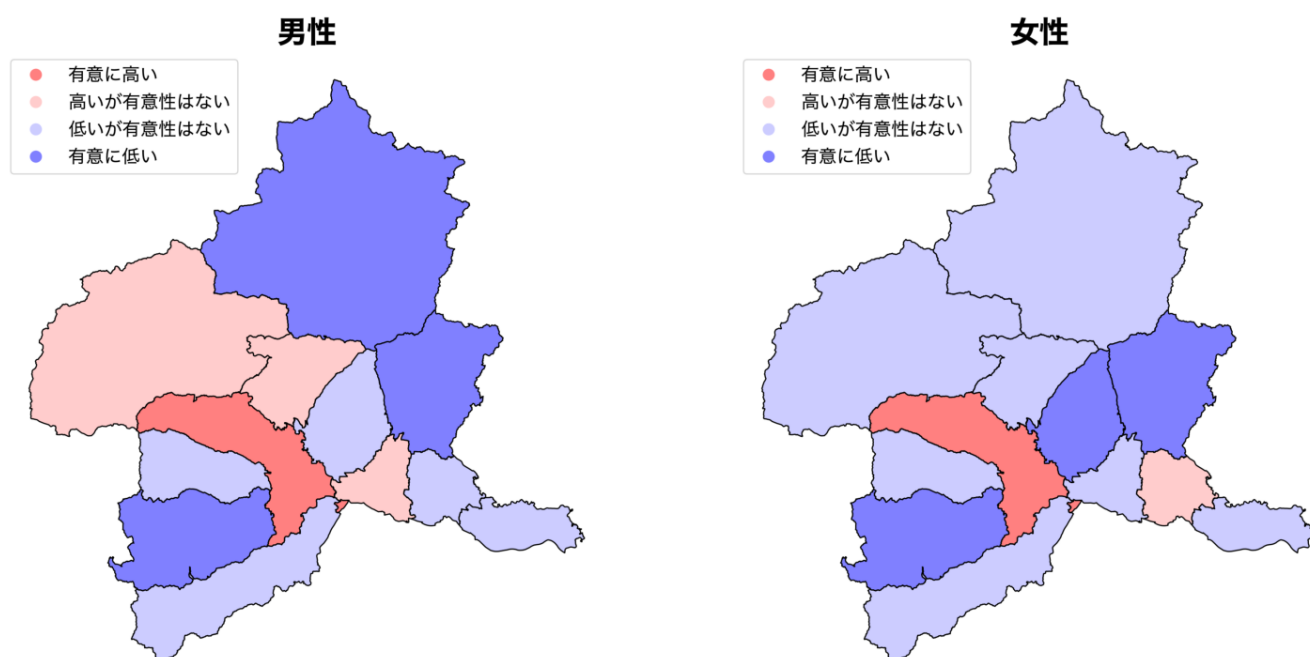 男性
有意に高い
高いが有意性はない
低いが有意性はない
有意に低い
女性
有意に高い
高いが有意性はない
低いが有意性はない
有意に低い